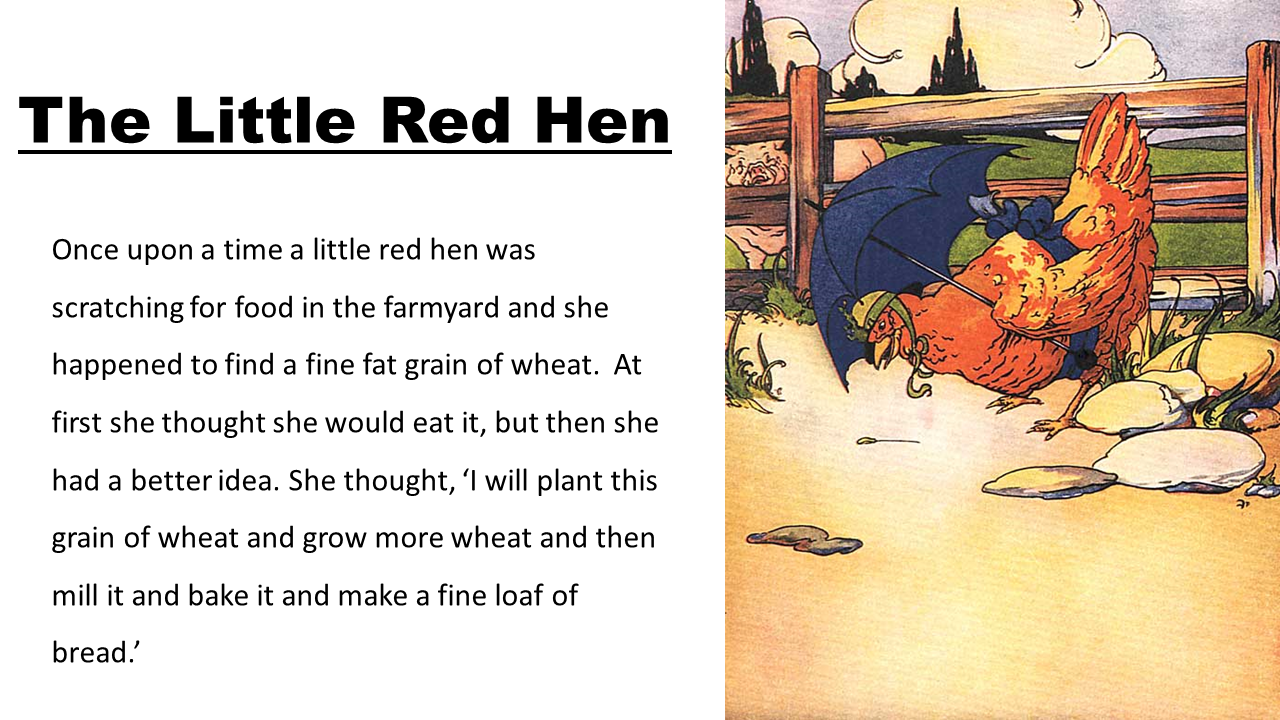 The Little Red Hen
Once upon a time a little red hen was
scratching for food in the farmyard and she
happened to find a fine fat grain of wheat.  At
first she thought she would eat it, but then she
had a better idea. She thought, ‘I will plant this
grain of wheat and grow more wheat and then
mill it and bake it and make a fine loaf of
bread.’